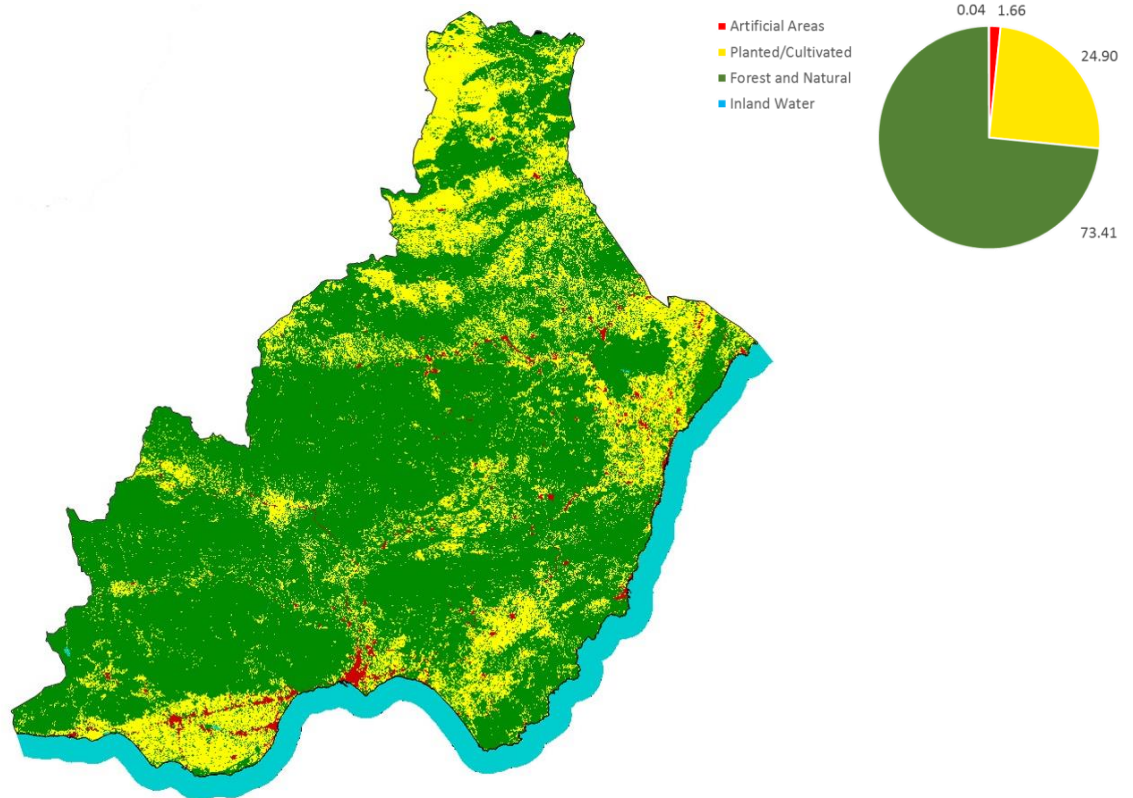 Artificial Areas
Planted/Cultivated
Forest and Natural
Inland Water
0.04
1.66
24.90
73.41